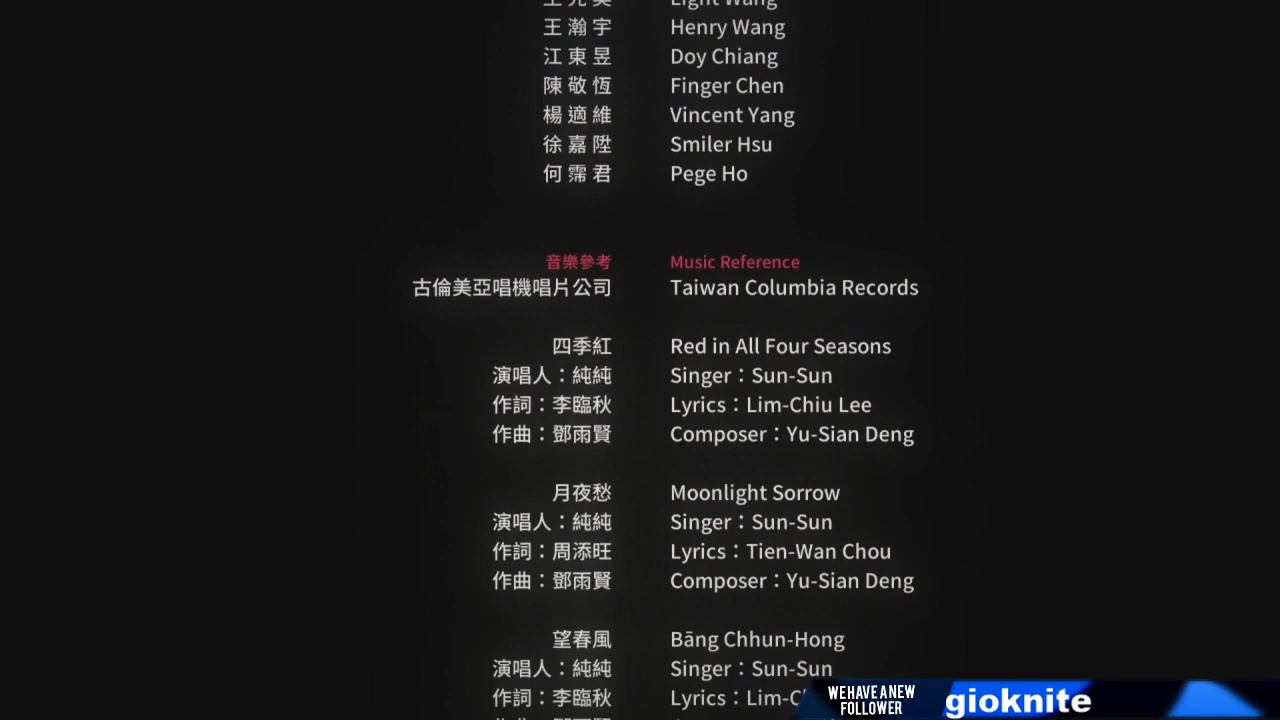 Light Wang
王 瀚 宇 Henry Wang
江 東 昱 Doy Chiang
陳 敬 恆 Finger Chen
楊 適 維 Vincent Yang
徐 嘉 陞 Smiler Hsu
何 霈 君 Pege Ho
音樂參考 Music Reference
古倫美亞唱機唱片公司 Taiwan Columbia Records
四季紅 Red in All Four Seasons
演唱人：純純 Singer：Sun-Sun
作詞：李臨秋 Lyrics：Lim-Chiu Lee
作曲：鄧雨賢 Composer：Yu-Sian Deng
月夜愁 Moonlight Sorrow
演唱人：純純 Singer：Sun-Sun
作詞：周添旺 Lyrics：Tien-Wan Chou
作曲：鄧雨賢 Composer：Yu-Sian Deng
望春風 Bāng Chhun-Hong
演唱人：純純 Singer：Sun-Sun
作詞：李臨秋 Lyrics：Lim-C
WE HAVE A NEW
FOLLOWER
gioknite